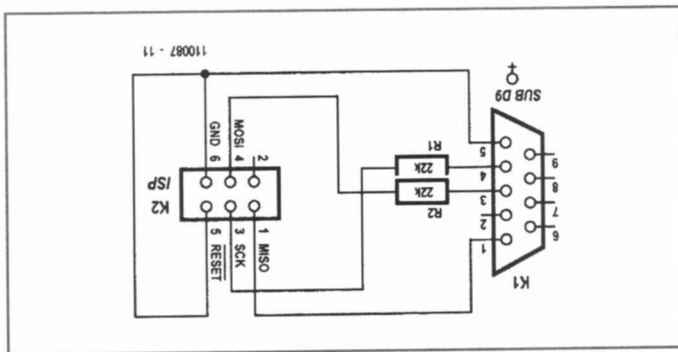 K1
1
6
2
7
3
8
4
9
5
SUB D9
R2
22k
22k
R1
1 MISO
3 SCK
5 RESET
K2
ISP
2
MOSI 4
GND 6
110087 - 11